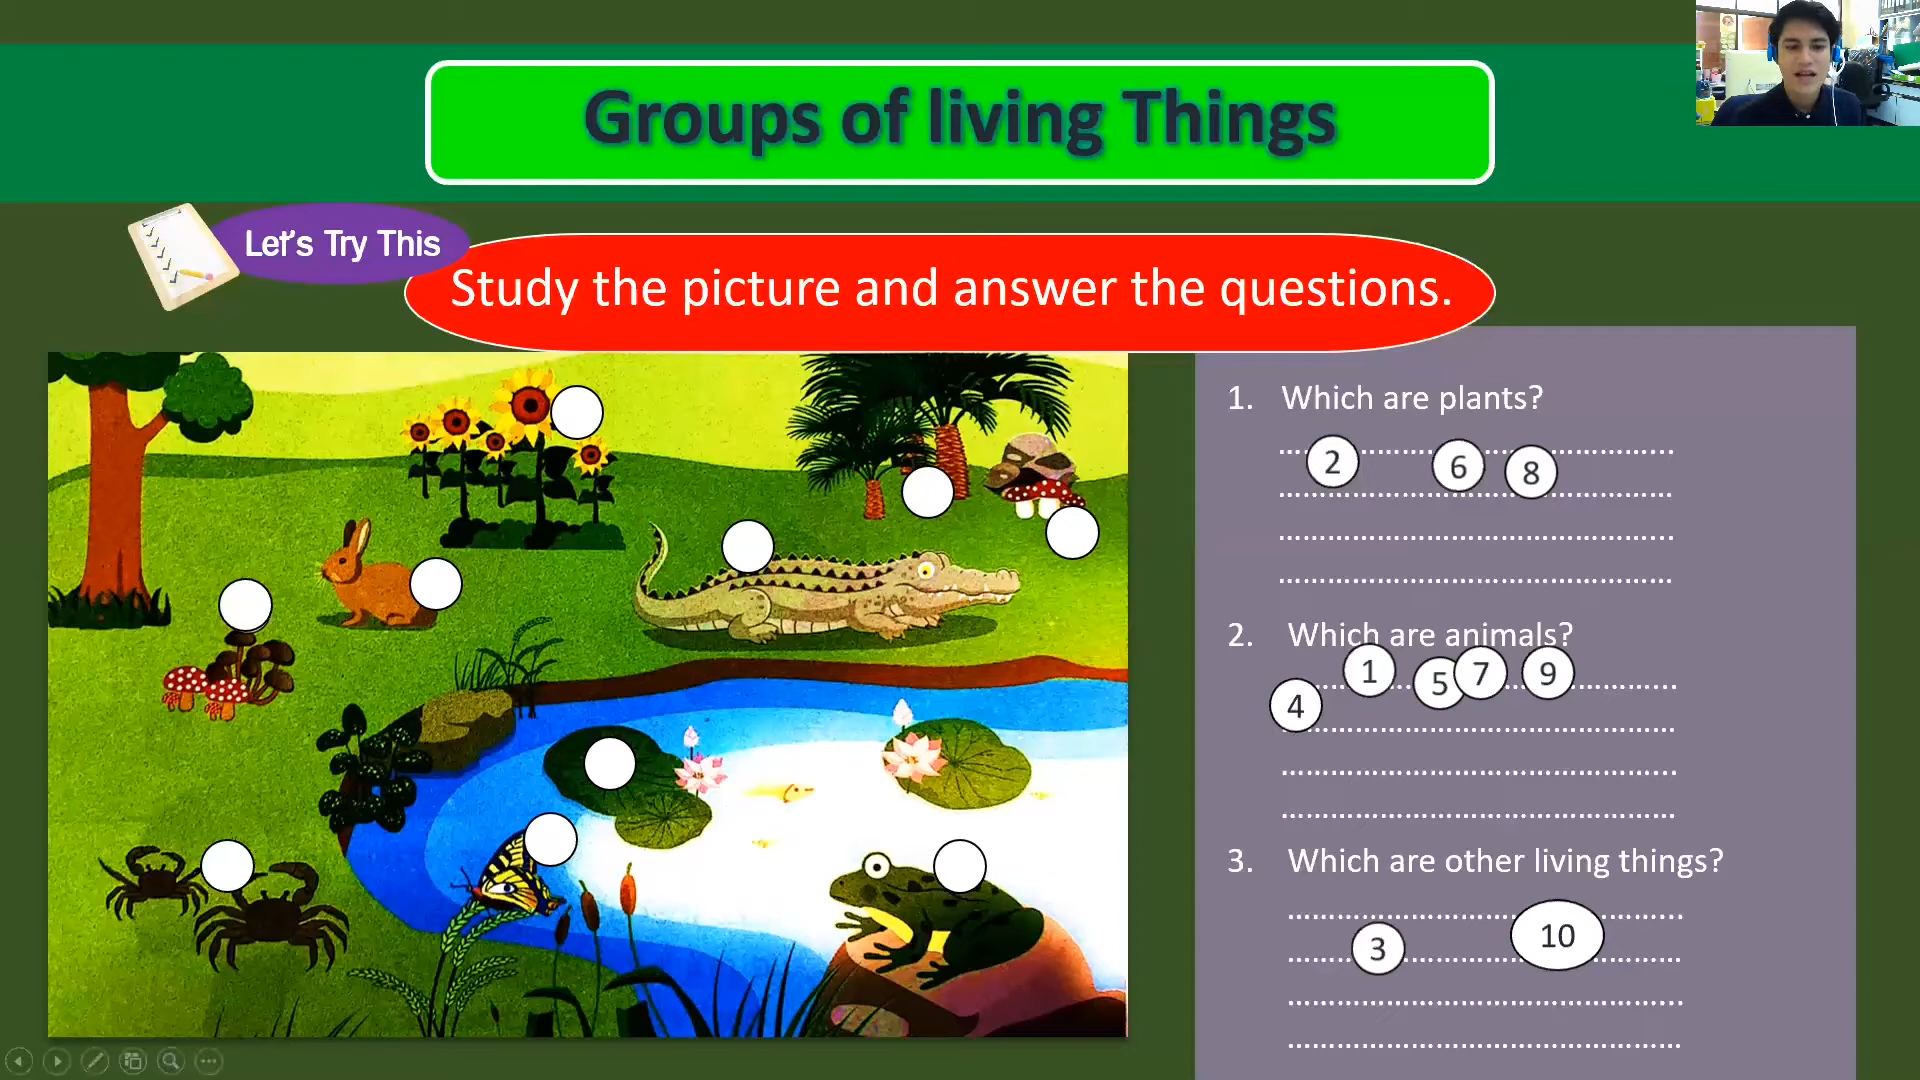 Groups of living Things
Let's Try This
Study the picture and answer the questions.
1. Which are plants?
2 6 8
2. Which are animals?
4 1 5 7 9
3. Which are other living things?
3 10